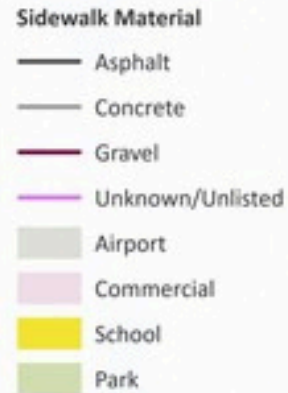 Sidewalk Material
Asphalt
Concrete
Gravel
Unknown/Unlisted
Airport
Commercial
School
Park